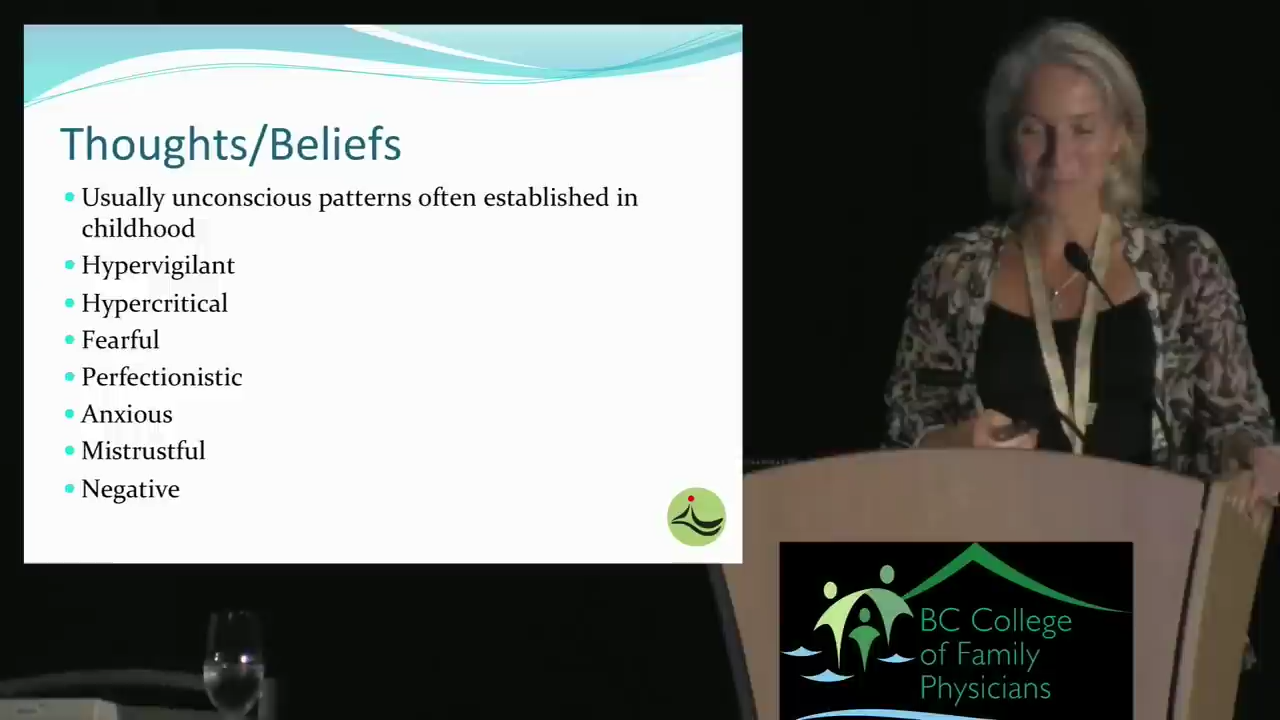 Thoughts/Beliefs
Usually unconscious patterns often established in
childhood
Hypervigilant
Hypercritical
Fearful
Perfectionistic
Anxious
Mistrustful
Negative
BC College
of Family
Physicians